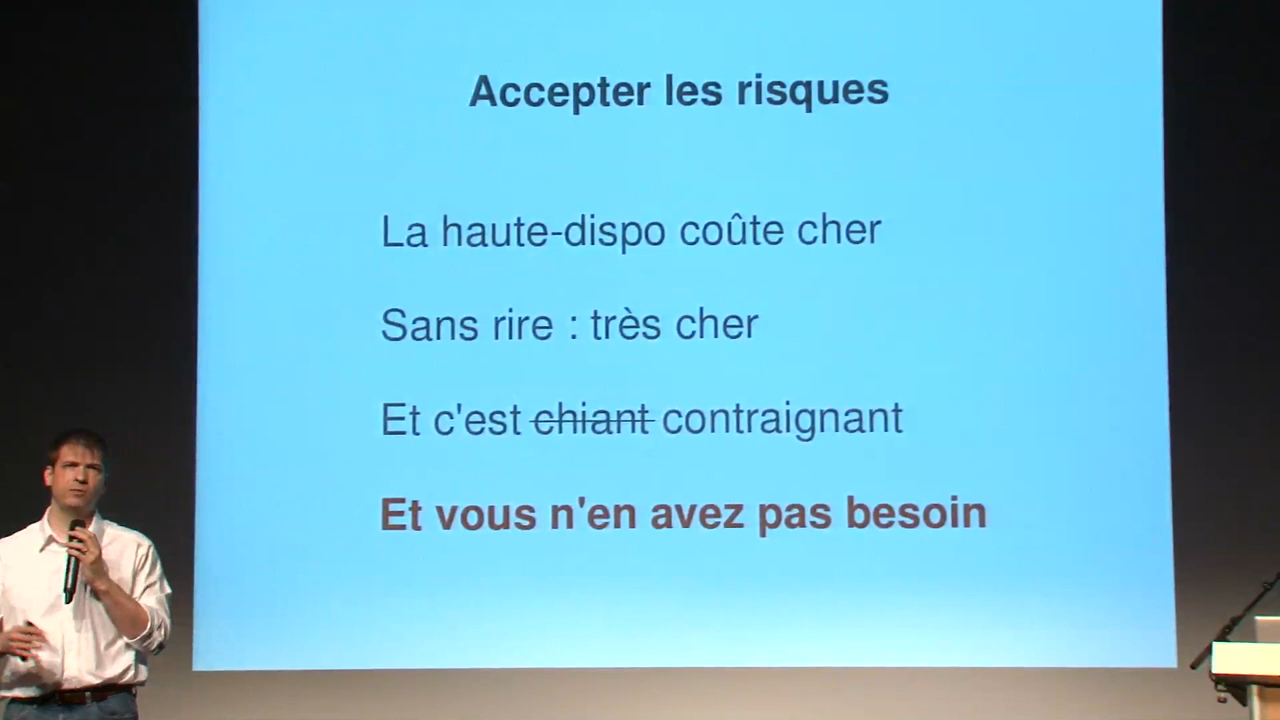 Accepter les risques
La haute-dispo coûte cher
Sans rire : très cher
Et c'est chiant contraignant
Et vous n'en avez pas besoin